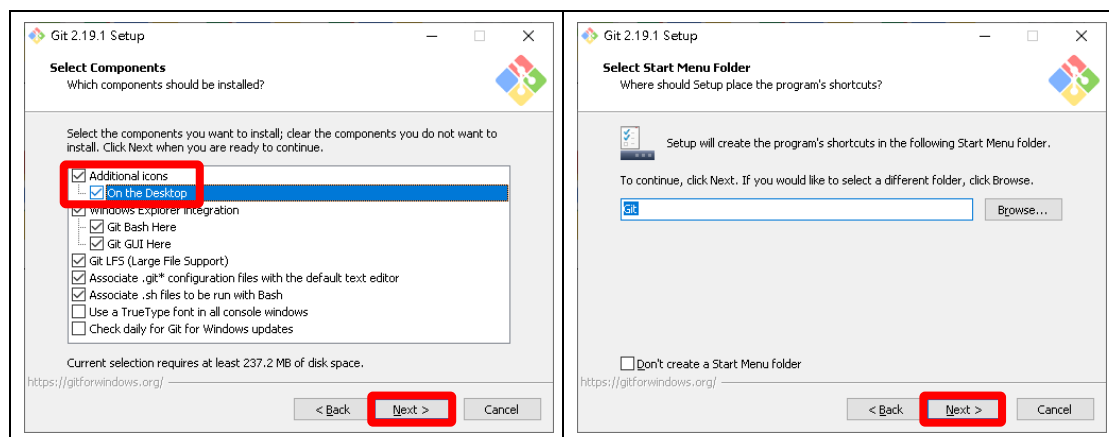 Git 2.19.1 Setup
Select Components
Which components should be installed?
Select the components you want to install; clear the components you do not want to
install. Click Next when you are ready to continue.
Additional icons
On the Desktop
Windows Explorer integration
Git Bash Here
Git GUI Here
Git LFS (Large File Support)
Associate .git* configuration files with the default text editor
Associate .sh files to be run with Bash
Use a TrueType font in all console windows
Check daily for Git for Windows updates
Current selection requires at least 237.2 MB of disk space.
https://gitforwindows.org/
< Back
Next >
Cancel
Git 2.19.1 Setup
Select Start Menu Folder
Where should Setup place the program's shortcuts?
Setup will create the program's shortcuts in the following Start Menu folder.
To continue, click Next. If you would like to select a different folder, click Browse.
Git
Browse...
Don't create a Start Menu folder
https://gitforwindows.org/
< Back
Next >
Cancel